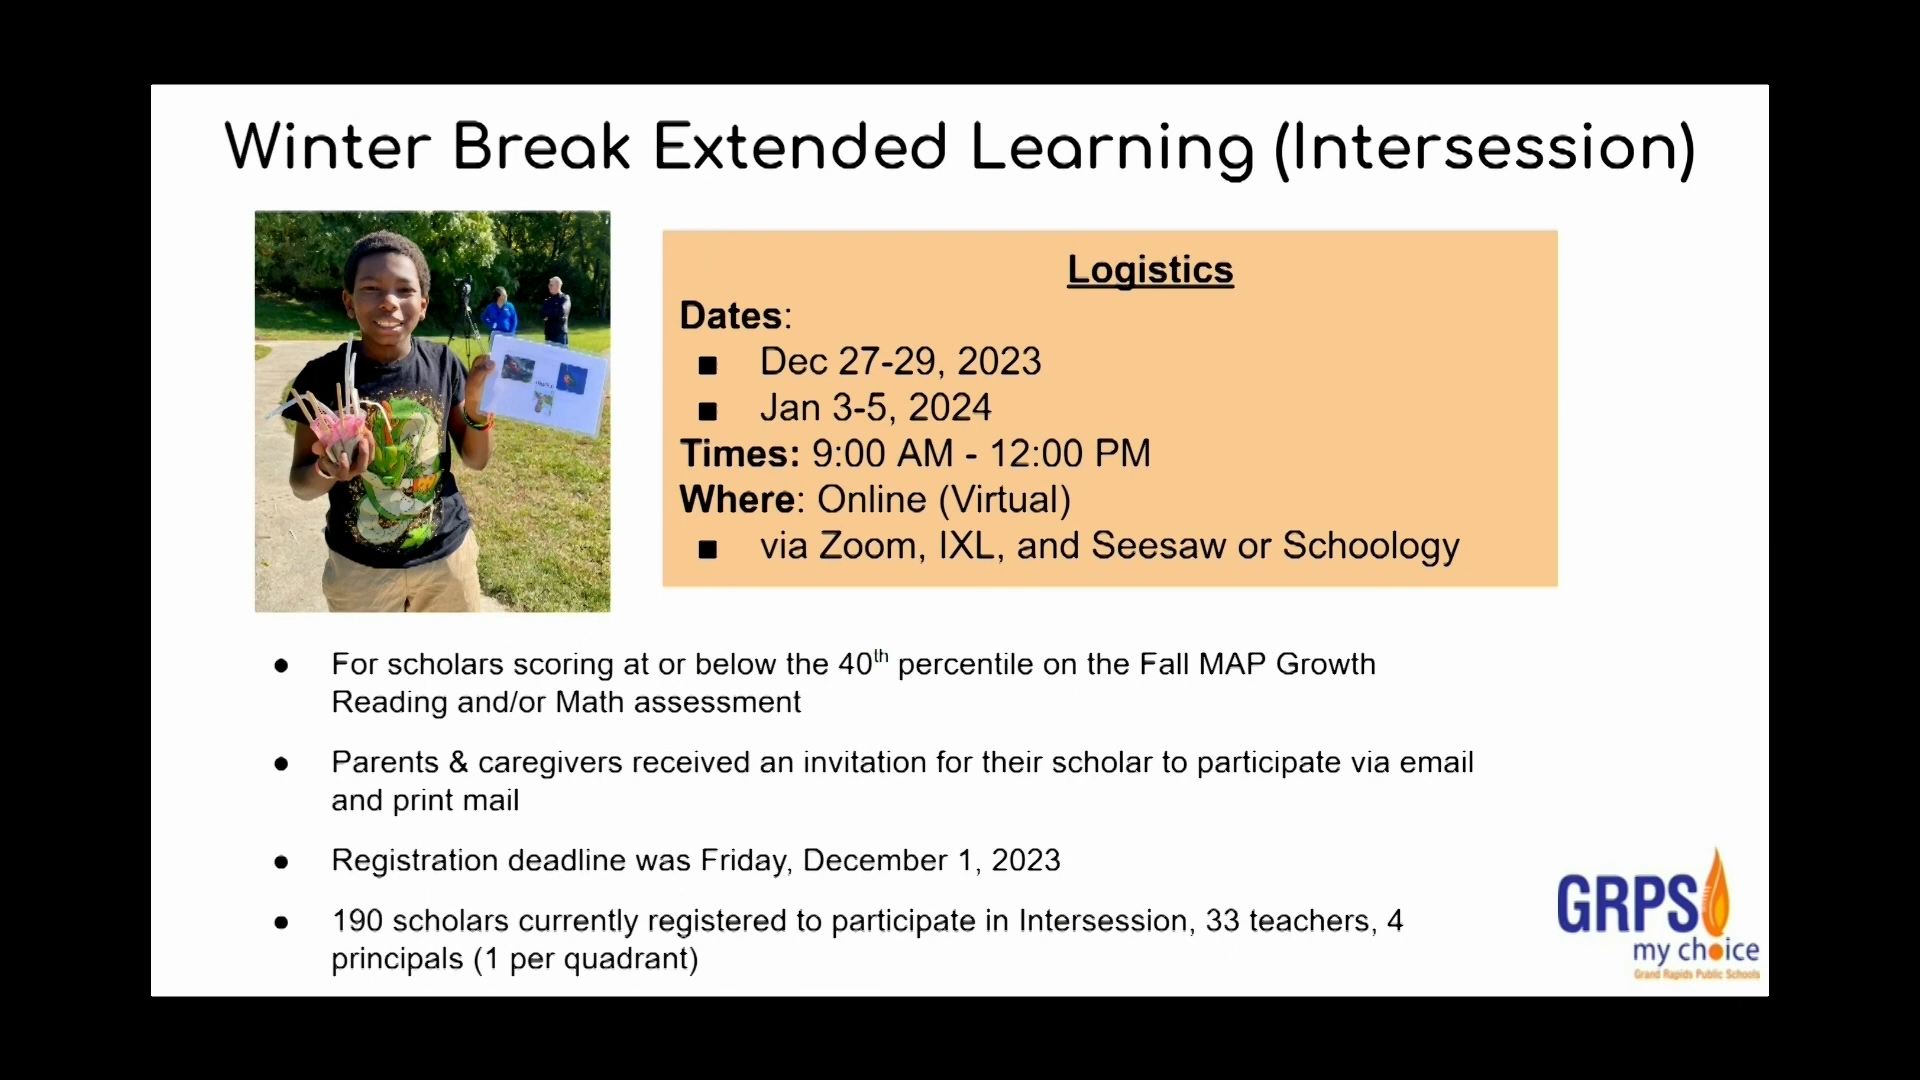 Winter Break Extended Learning (Intersession)
Logistics
Dates:
■ Dec 27-29, 2023
■ Jan 3-5, 2024
Times: 9:00 AM - 12:00 PM
Where: Online (Virtual)
■ via Zoom, IXL, and Seesaw or Schoology
● For scholars scoring at or below the 40th percentile on the Fall MAP Growth
Reading and/or Math assessment
● Parents & caregivers received an invitation for their scholar to participate via email
and print mail
● Registration deadline was Friday, December 1, 2023
● 190 scholars currently registered to participate in Intersession, 33 teachers, 4
principals (1 per quadrant)
GRPS
my choice
Grand Rapids Public Schools